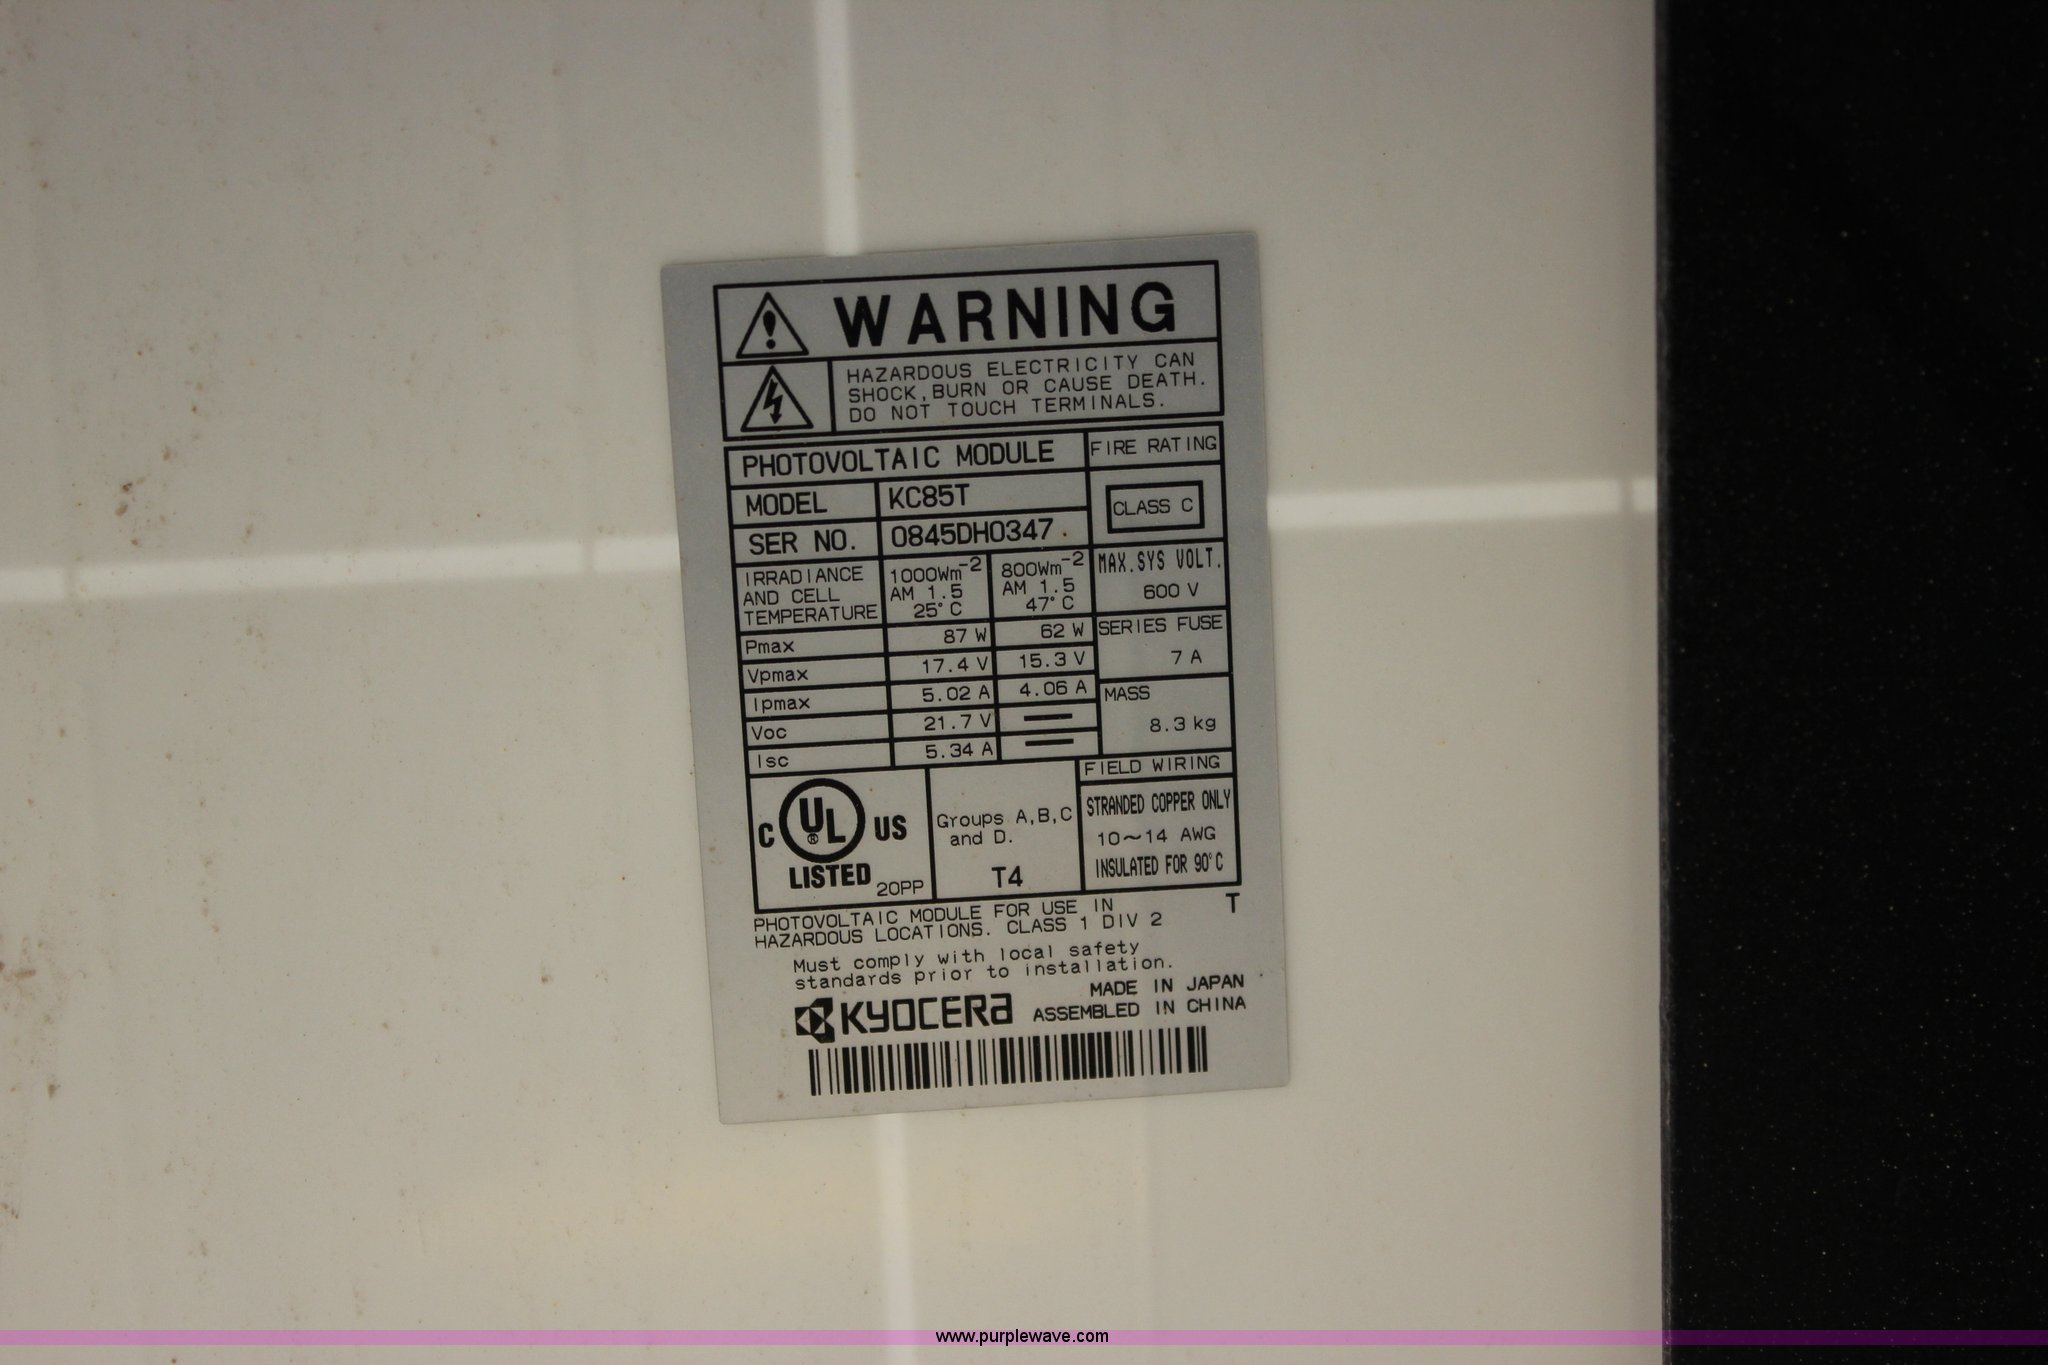 WARNING
HAZARDOUS ELECTRICITY CAN
SHOCK, BURN OR CAUSE DEATH.
DO NOT TOUCH TERMINALS.
PHOTOVOLTAIC MODULE
FIRE RATING
MODEL KC85T
CLASS C
SER NO. 0845DH0347
IRRADIANCE AND CELL TEMPERATURE
1000Wm-2 AM 1.5 25°C
800Wm-2 AM 1.5 47°C
MAX.SYS VOLT.
600 V
Pmax 87 W 62 W
SERIES FUSE
7 A
Vpmax 17.4 V 15.3 V
Ipmax 5.02 A 4.06 A
MASS
8.3 kg
Voc 21.7 V —
Isc 5.34 A —
FIELD WIRING
STRANDED COPPER ONLY
10~14 AWG
INSULATED FOR 90°C
C UL® US
LISTED 20PP
Groups A,B,C
and D.
T4
T
PHOTOVOLTAIC MODULE FOR USE IN
HAZARDOUS LOCATIONS. CLASS 1 DIV 2
Must comply with local safety
standards prior to installation.
KYOCERA
MADE IN JAPAN
ASSEMBLED IN CHINA
www.purplewave.com